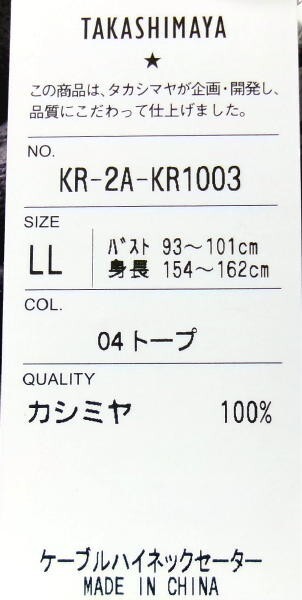 TAKASHIMAYA
★
この商品は、タカシマヤが企画・開発し、
品質にこだわって仕上げました。
NO.
KR-2A-KR1003
SIZE
LL
バスト 93～101cm
身長 154～162cm
COL.
04トープ
QUALITY
カシミヤ 100%
ケーブルハイネックセーター
MADE IN CHINA